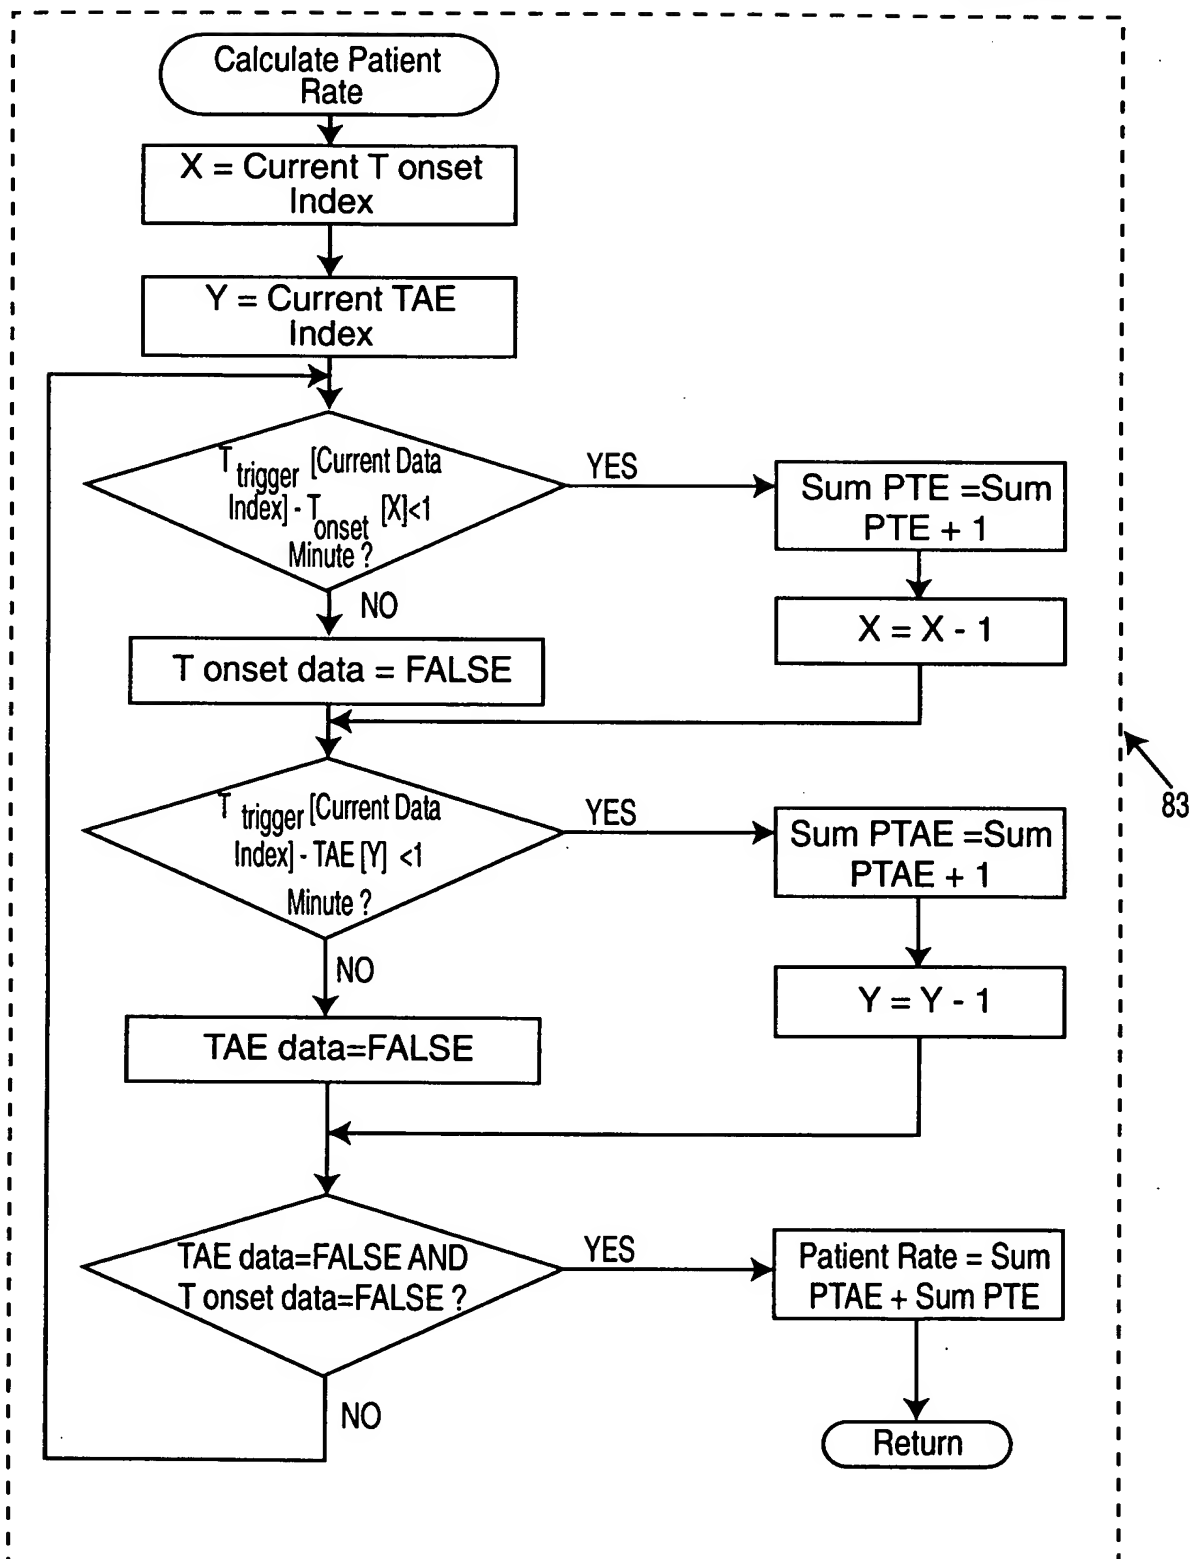 Calculate Patient
Rate
X = Current T onset
Index
Y = Current TAE
Index
T trigger [Current Data
Index] - T onset [X]<1
Minute ?
YES
Sum PTE =Sum
PTE + 1
X = X - 1
NO
T onset data = FALSE
T trigger [Current Data
Index] - TAE [Y] <1
Minute ?
YES
Sum PTAE =Sum
PTAE + 1
Y = Y - 1
NO
TAE data=FALSE
TAE data=FALSE AND
T onset data=FALSE ?
YES
Patient Rate = Sum
PTAE + Sum PTE
NO
Return
83